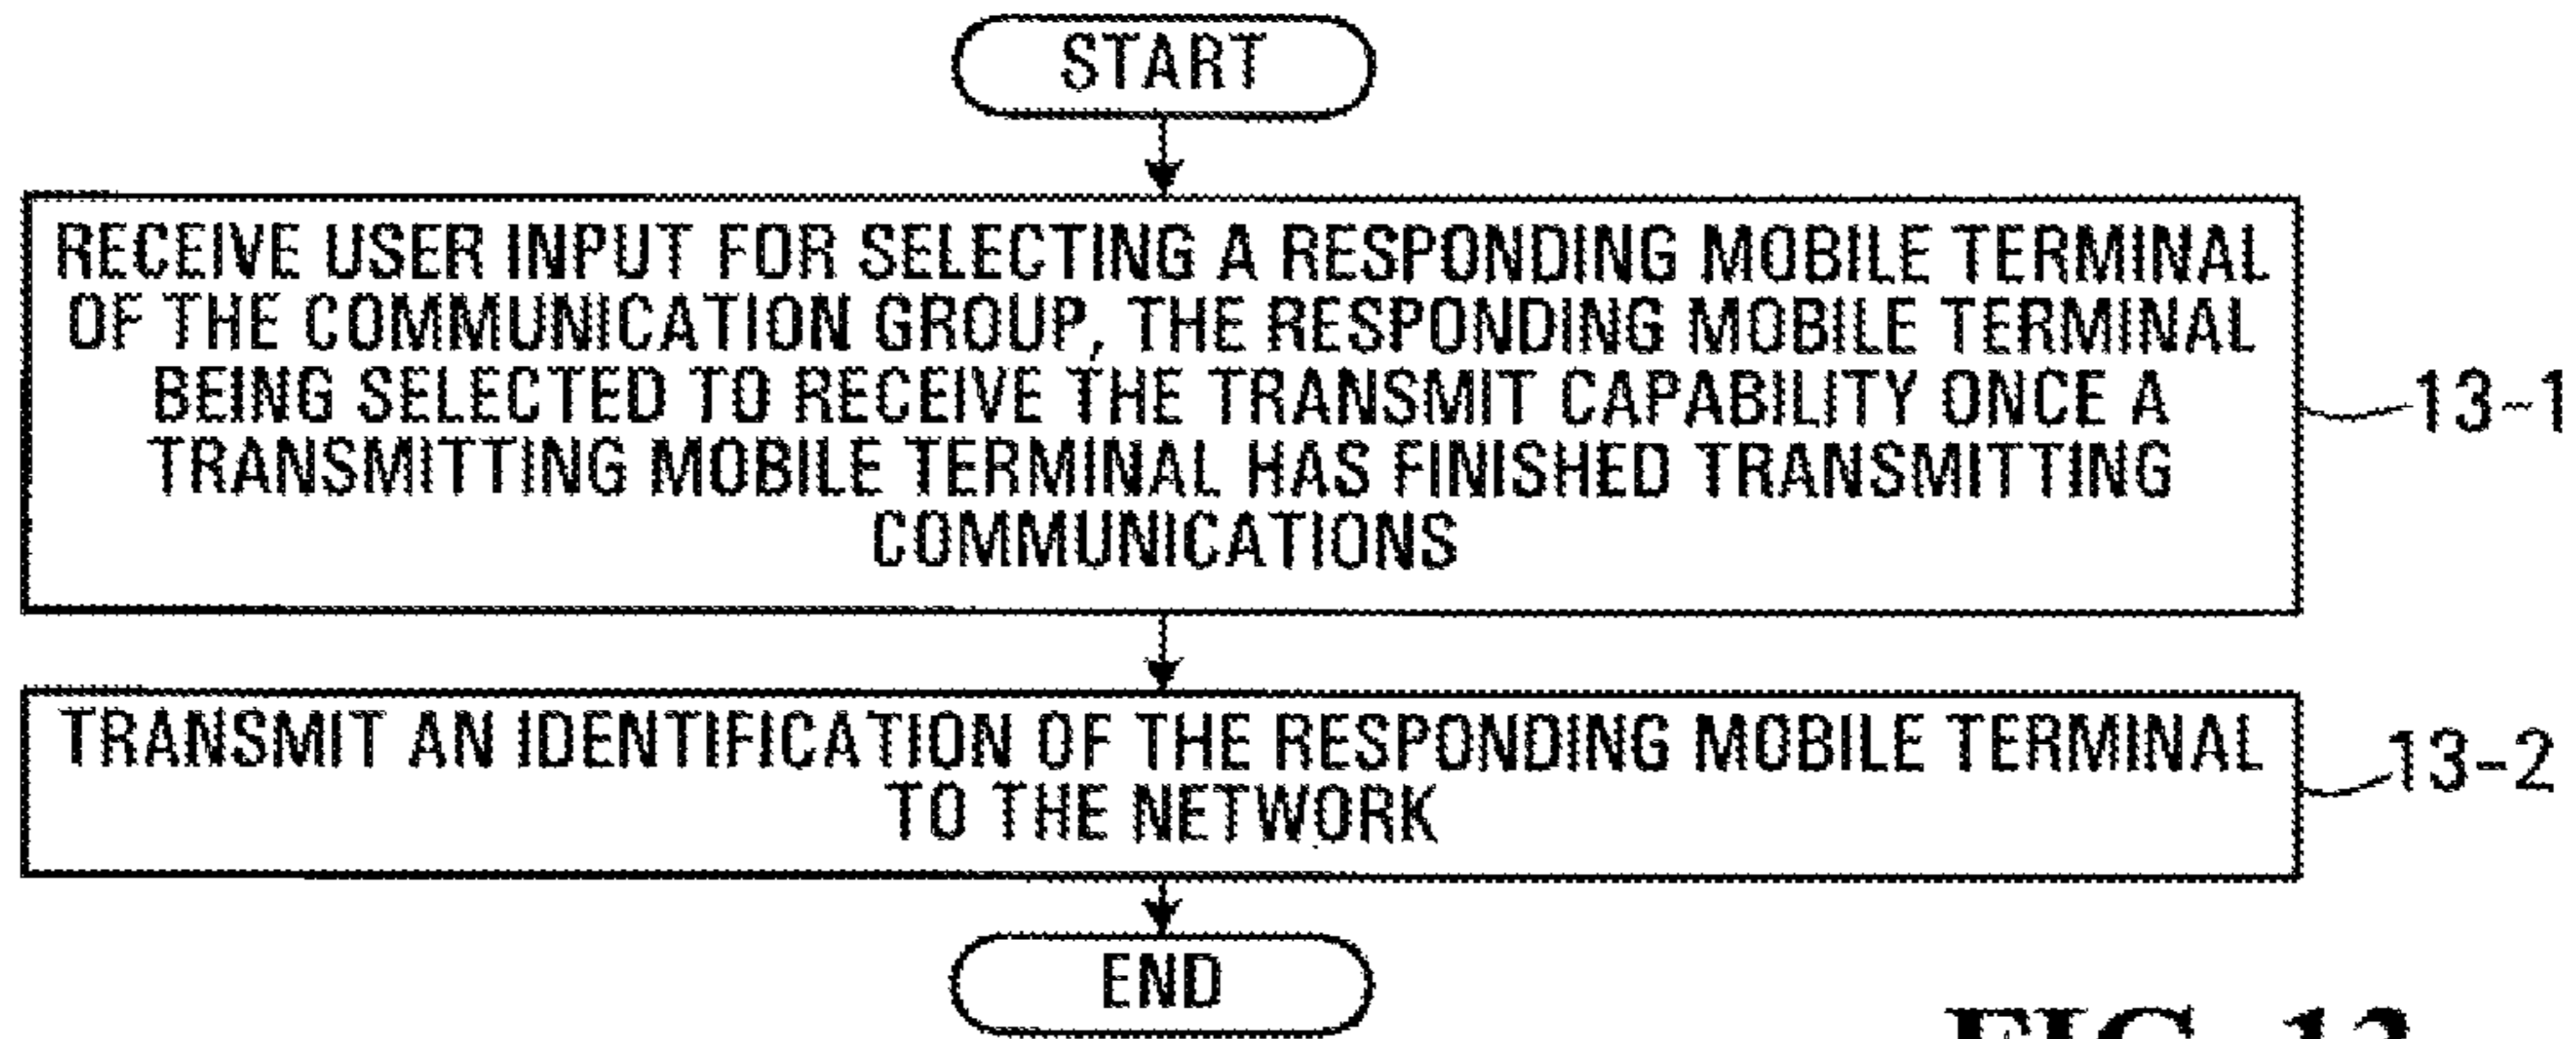 START
RECEIVE USER INPUT FOR SELECTING A RESPONDING MOBILE TERMINAL
OF THE COMMUNICATION GROUP, THE RESPONDING MOBILE TERMINAL
BEING SELECTED TO RECEIVE THE TRANSMIT CAPABILITY ONCE A
TRANSMITTING MOBILE TERMINAL HAS FINISHED TRANSMITTING
COMMUNICATIONS
13-1
TRANSMIT AN IDENTIFICATION OF THE RESPONDING MOBILE TERMINAL
TO THE NETWORK
13-2
END
FIG. 13